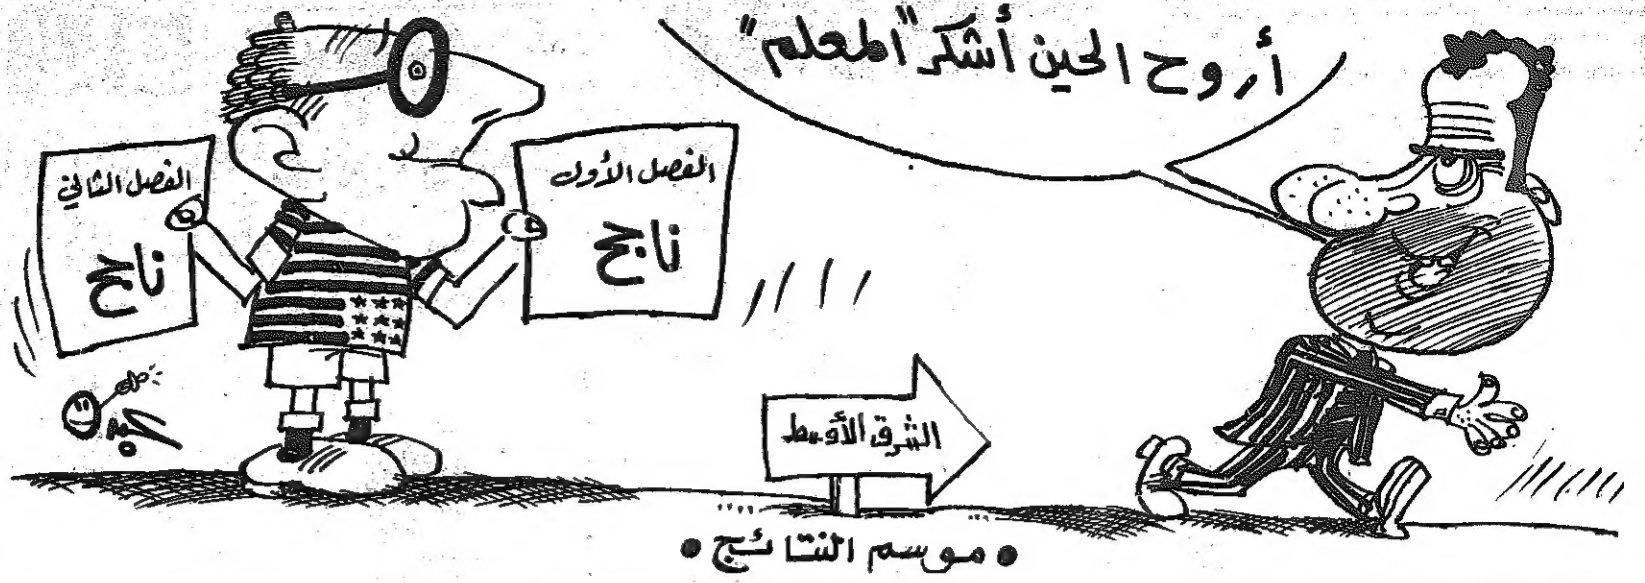 أروح الحين أشكر "المعلم"
الفصل الأول
ناجح
الفصل الثاني
ناجح
الشرق الأوسط
• موسم النتائج •